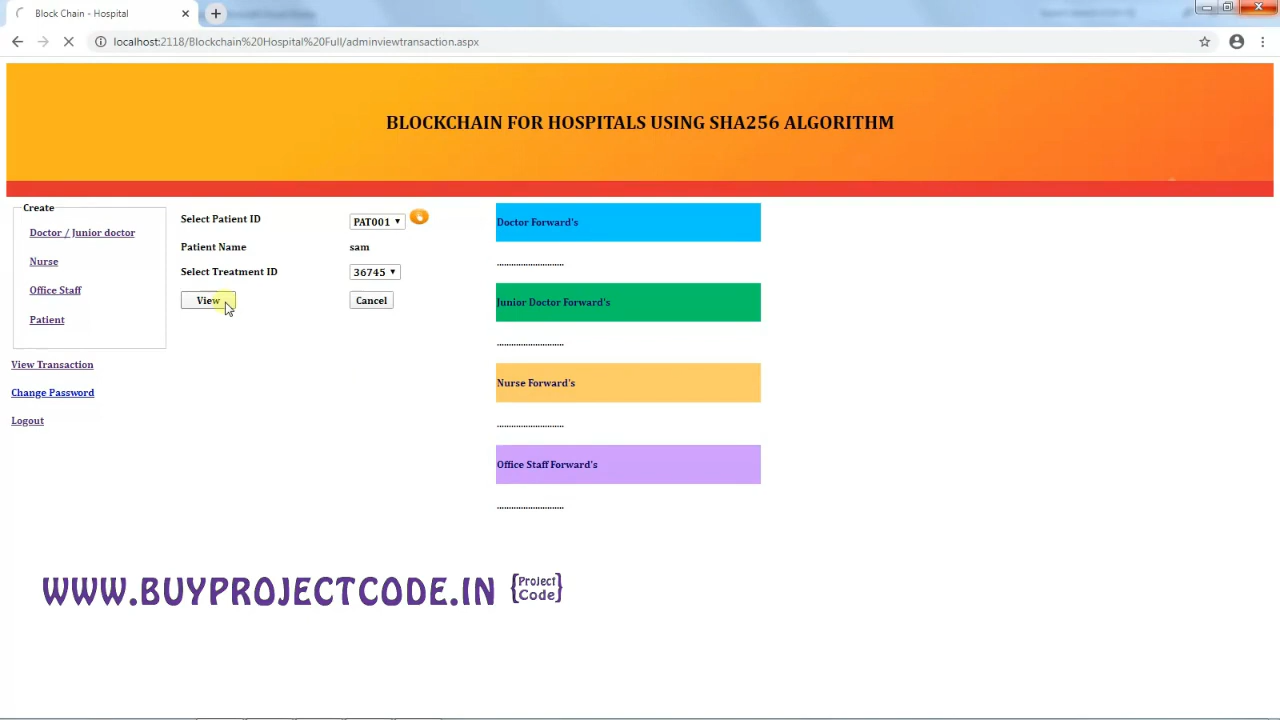 Block Chain - Hospital
localhost:2118/Blockchain%20Hospital%20Full/adminviewtransaction.aspx
BLOCKCHAIN FOR HOSPITALS USING SHA256 ALGORITHM
Create
Doctor / Junior doctor
Nurse
Office Staff
Patient
View Transaction
Change Password
Logout
Select Patient ID PAT001
Patient Name sam
Select Treatment ID 36745
View Cancel
Doctor Forward's
............................
Junior Doctor Forward's
............................
Nurse Forward's
............................
Office Staff Forward's
............................
WWW.BUYPROJECTCODE.IN {Project Code}